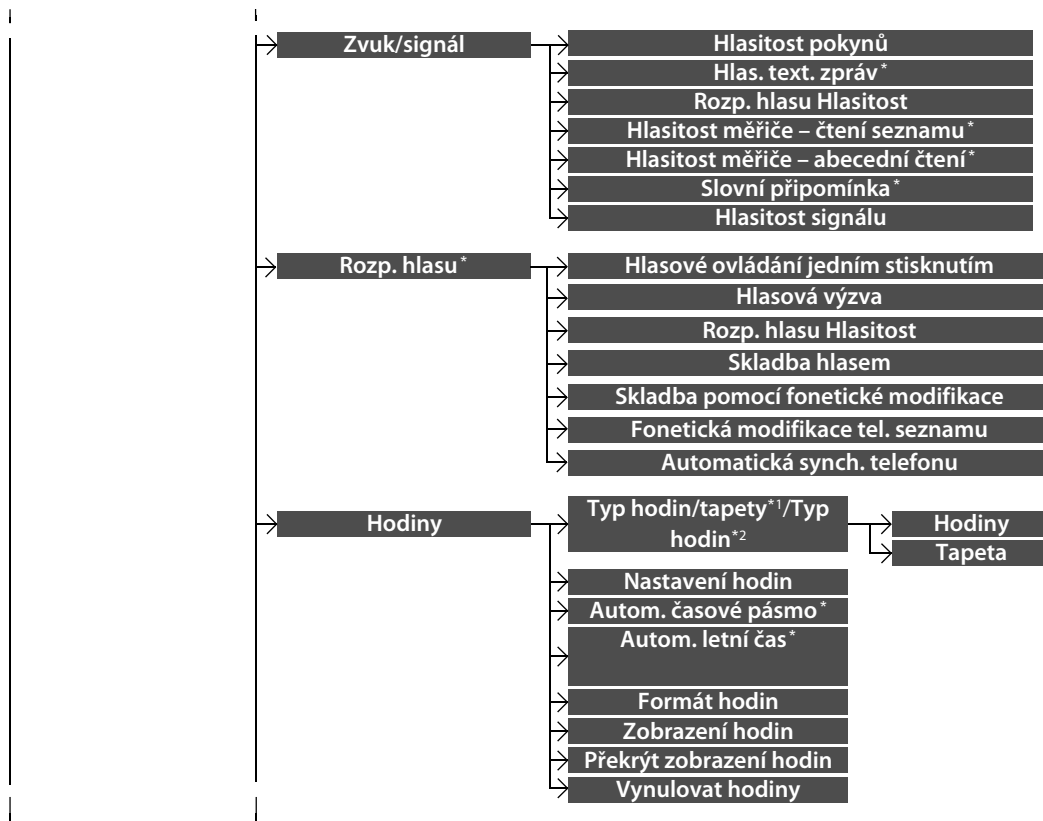 Zvuk/signál
Hlasitost pokynů
Hlas. text. zpráv*
Rozp. hlasu Hlasitost
Hlasitost měřiče – čtení seznamu*
Hlasitost měřiče – abecední čtení*
Slovní připomínka*
Hlasitost signálu
Rozp. hlasu*
Hlasové ovládání jedním stisknutím
Hlasová výzva
Rozp. hlasu Hlasitost
Skladba hlasem
Skladba pomocí fonetické modifikace
Fonetická modifikace tel. seznamu
Automatická synch. telefonu
Hodiny
Typ hodin/tapety*1/Typ
hodin*2
Hodiny
Tapeta
Nastavení hodin
Autom. časové pásmo*
Autom. letní čas*
Formát hodin
Zobrazení hodin
Překrýt zobrazení hodin
Vynulovat hodiny